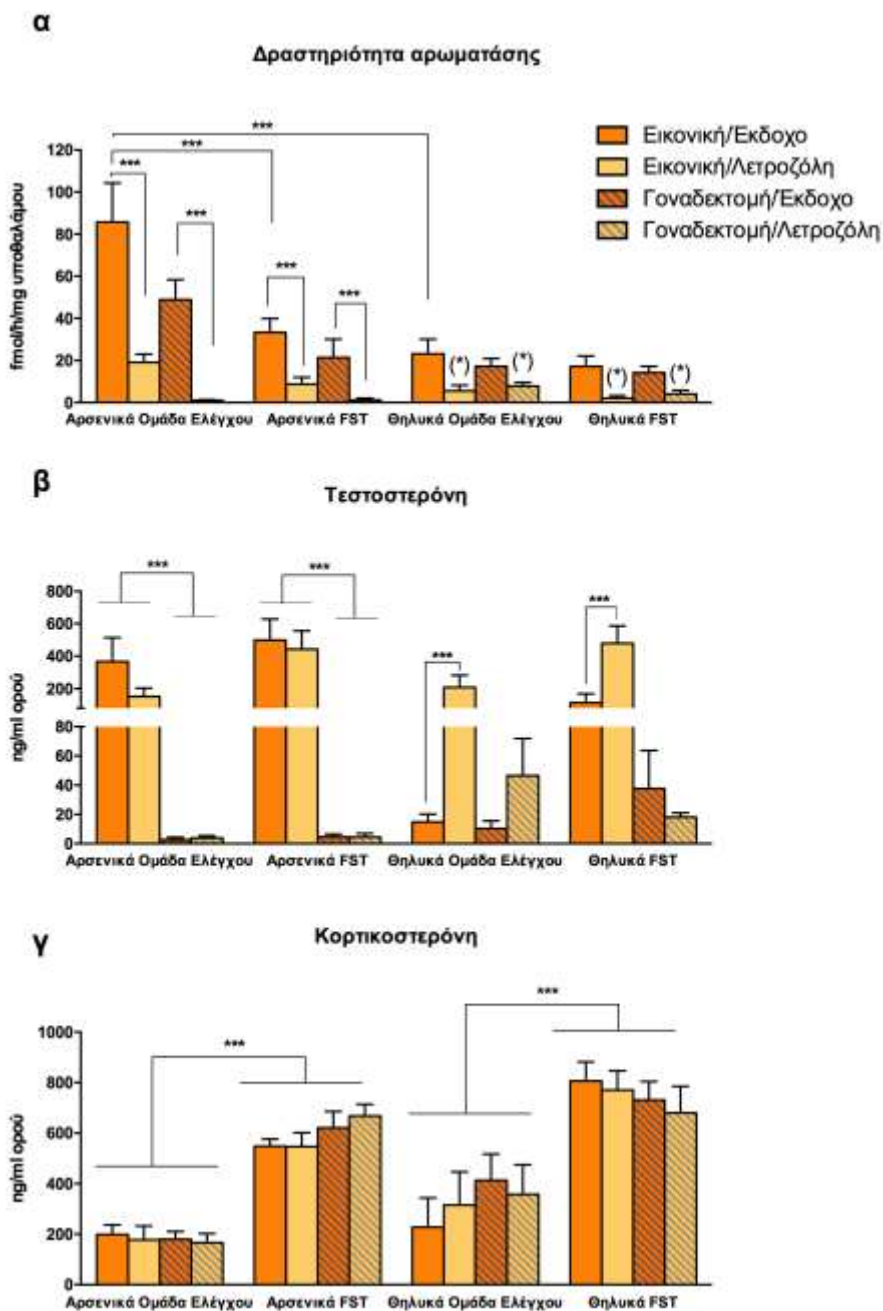 α
Δραστηριότητα αρωματάσης
Εικονική/Έκδοχο
Εικονική/Λετροζόλη
Γοναδεκτομή/Έκδοχο
Γοναδεκτομή/Λετροζόλη
fmol/h/mg υποθαλάμου
120
100
80
60
40
20
0
***
***
***
***
***
***
(*)
(*)
(*)
(*)
Αρσενικά Ομάδα Ελέγχου Αρσενικά FST Θηλυκά Ομάδα Ελέγχου Θηλυκά FST
β
Τεστοστερόνη
ng/ml ορού
800
600
400
200
80
60
40
20
0
***
***
***
***
Αρσενικά Ομάδα Ελέγχου Αρσενικά FST Θηλυκά Ομάδα Ελέγχου Θηλυκά FST
γ
Κορτικοστερόνη
ng/ml ορού
1000
800
600
400
200
0
***
***
Αρσενικά Ομάδα Ελέγχου Αρσενικά FST Θηλυκά Ομάδα Ελέγχου Θηλυκά FST